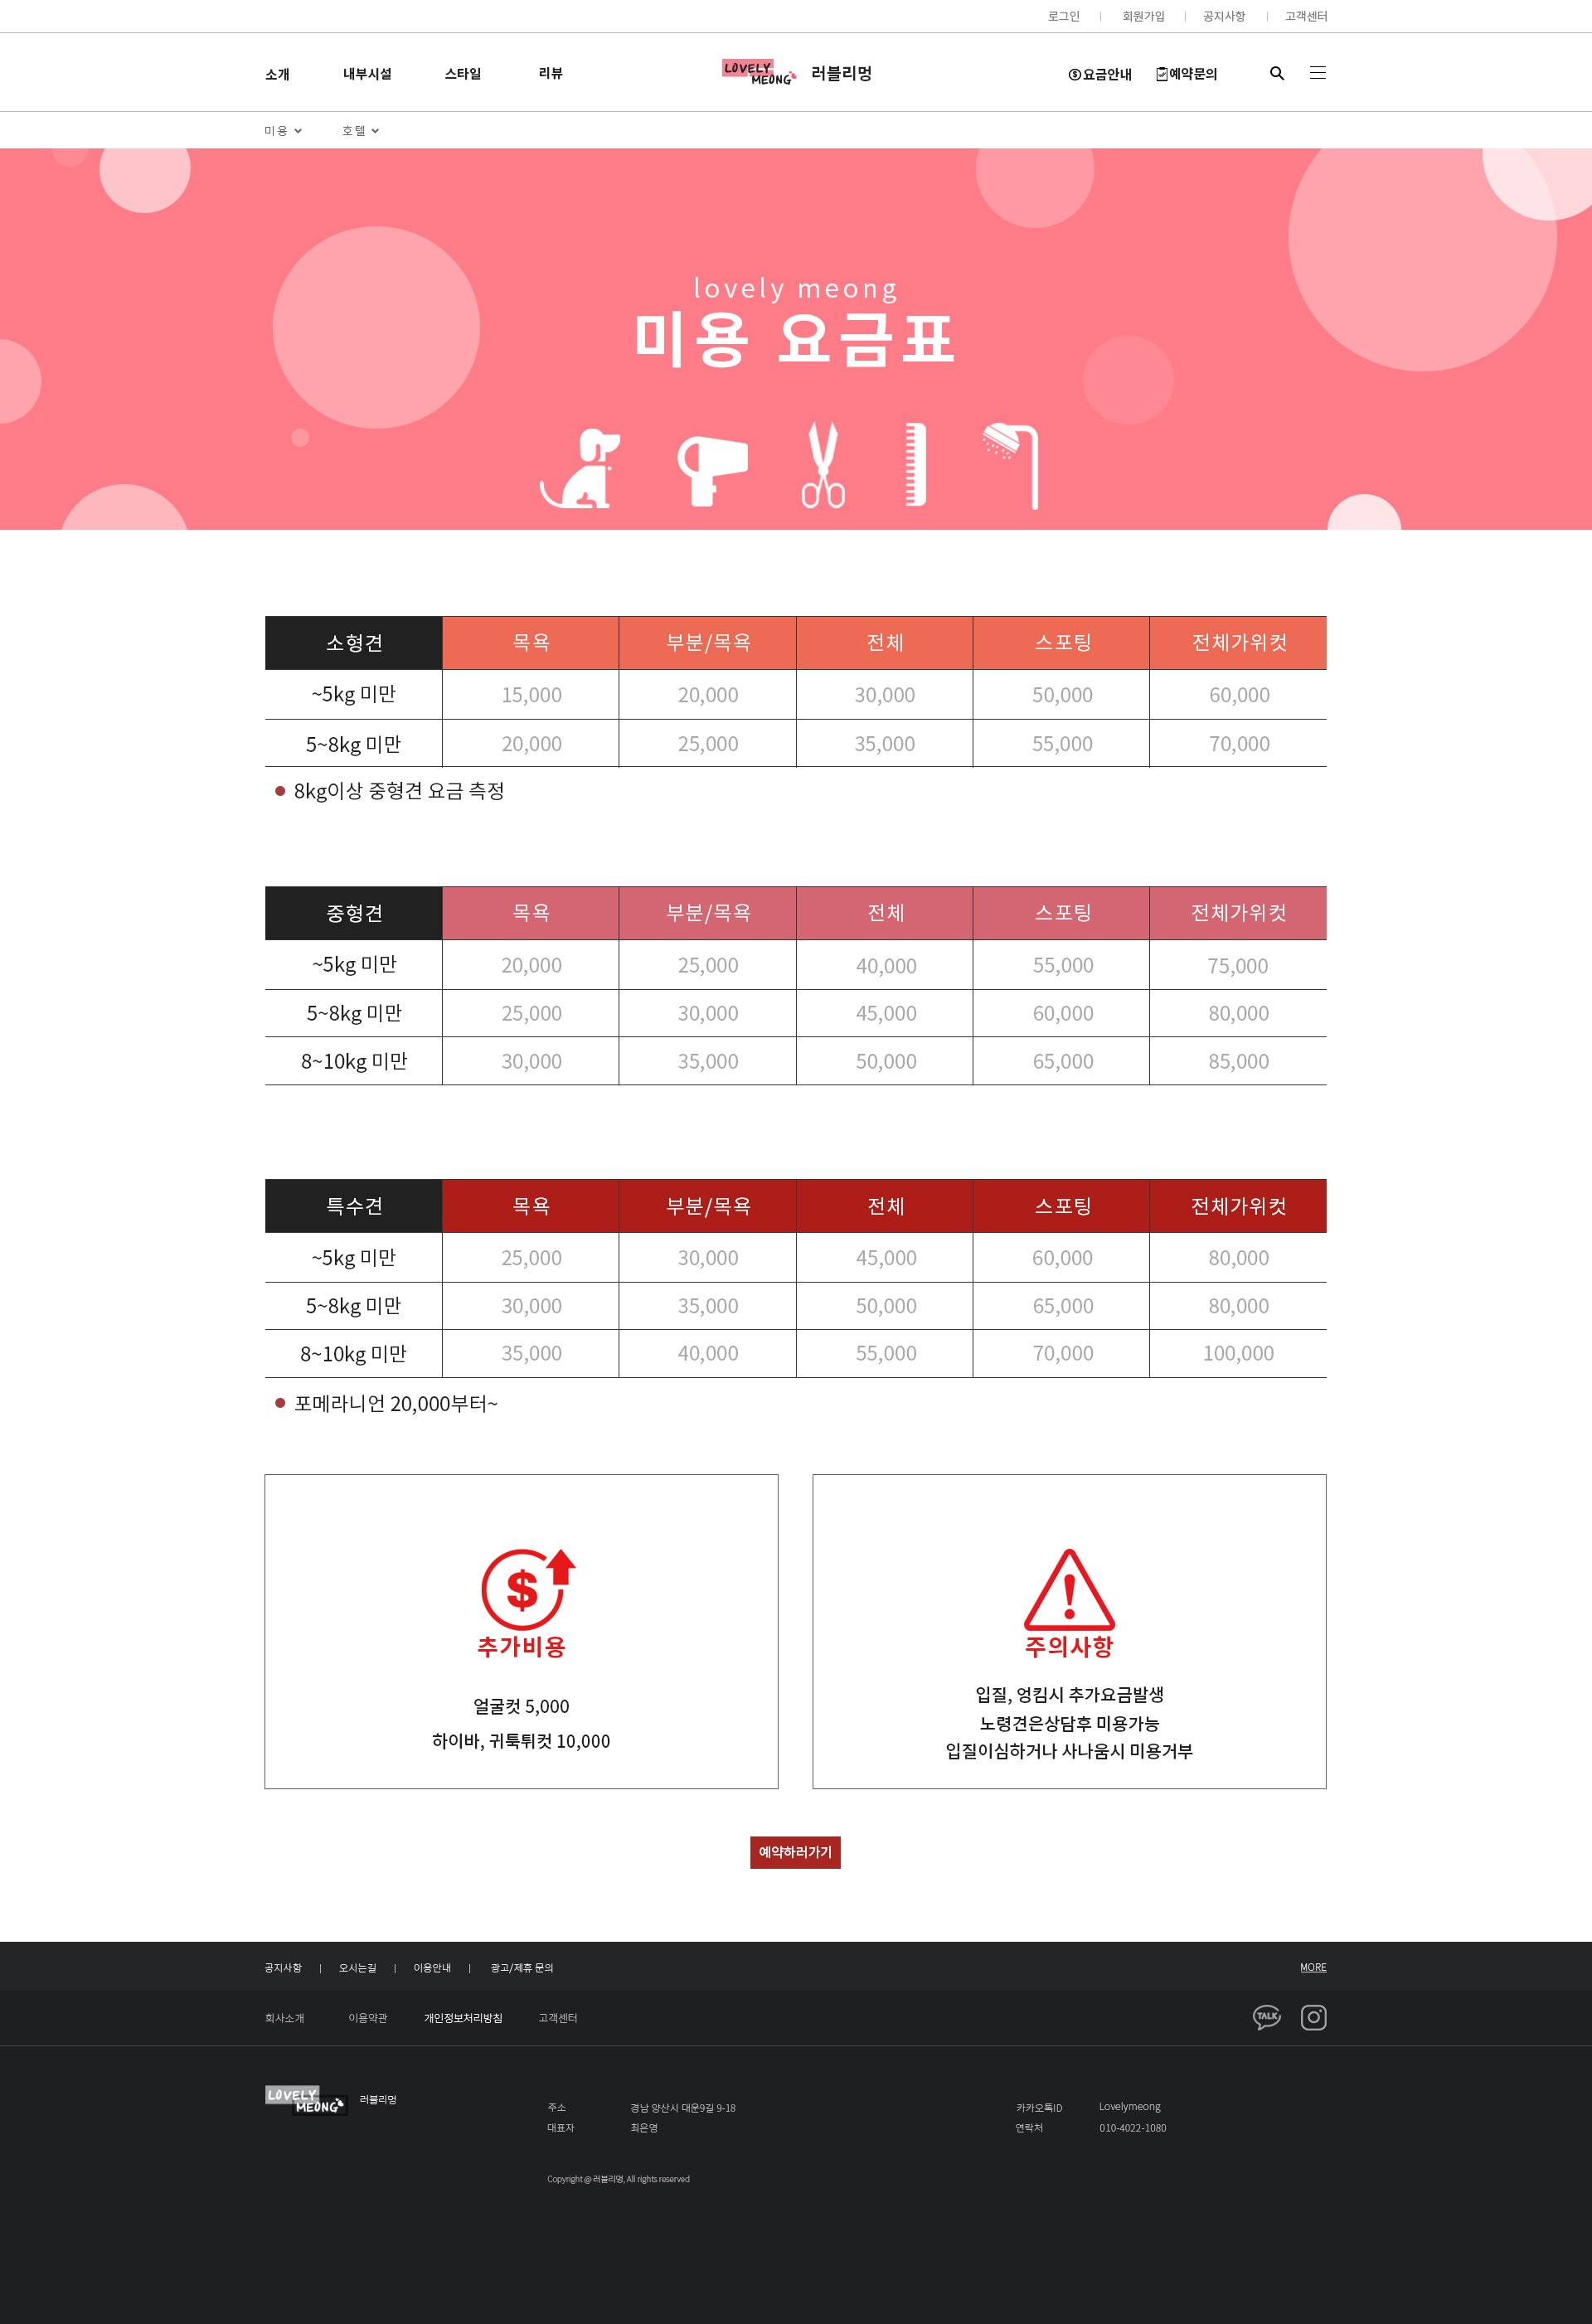 로그인 | 회원가입 | 공지사항 | 고객센터
소개 내부시설 스타일 리뷰 LOVELY MEONG 러블리멍 요금안내 예약문의
미용 호텔
lovely meong
미용 요금표
소형견 목욕 부분/목욕 전체 스포팅 전체가위컷
~5kg 미만 15,000 20,000 30,000 50,000 60,000
5~8kg 미만 20,000 25,000 35,000 55,000 70,000
8kg이상 중형견 요금 측정
중형견 목욕 부분/목욕 전체 스포팅 전체가위컷
~5kg 미만 20,000 25,000 40,000 55,000 75,000
5~8kg 미만 25,000 30,000 45,000 60,000 80,000
8~10kg 미만 30,000 35,000 50,000 65,000 85,000
특수견 목욕 부분/목욕 전체 스포팅 전체가위컷
~5kg 미만 25,000 30,000 45,000 60,000 80,000
5~8kg 미만 30,000 35,000 50,000 65,000 80,000
8~10kg 미만 35,000 40,000 55,000 70,000 100,000
포메라니언 20,000부터~
$
추가비용
얼굴컷 5,000
하이바, 귀툭튀컷 10,000
주의사항
입질, 엉킴시 추가요금발생
노령견은상담후 미용가능
입질이심하거나 사나움시 미용거부
예약하러가기
공지사항 | 오시는길 | 이용안내 | 광고/제휴 문의 MORE
회사소개 이용약관 개인정보처리방침 고객센터 TALK
LOVELY MEONG 러블리멍
주소 경남 양산시 대운9길 9-18 카카오톡ID Lovelymeong
대표자 최은영 연락처 010-4022-1080
Copyright @ 러블리멍, All rights reserved